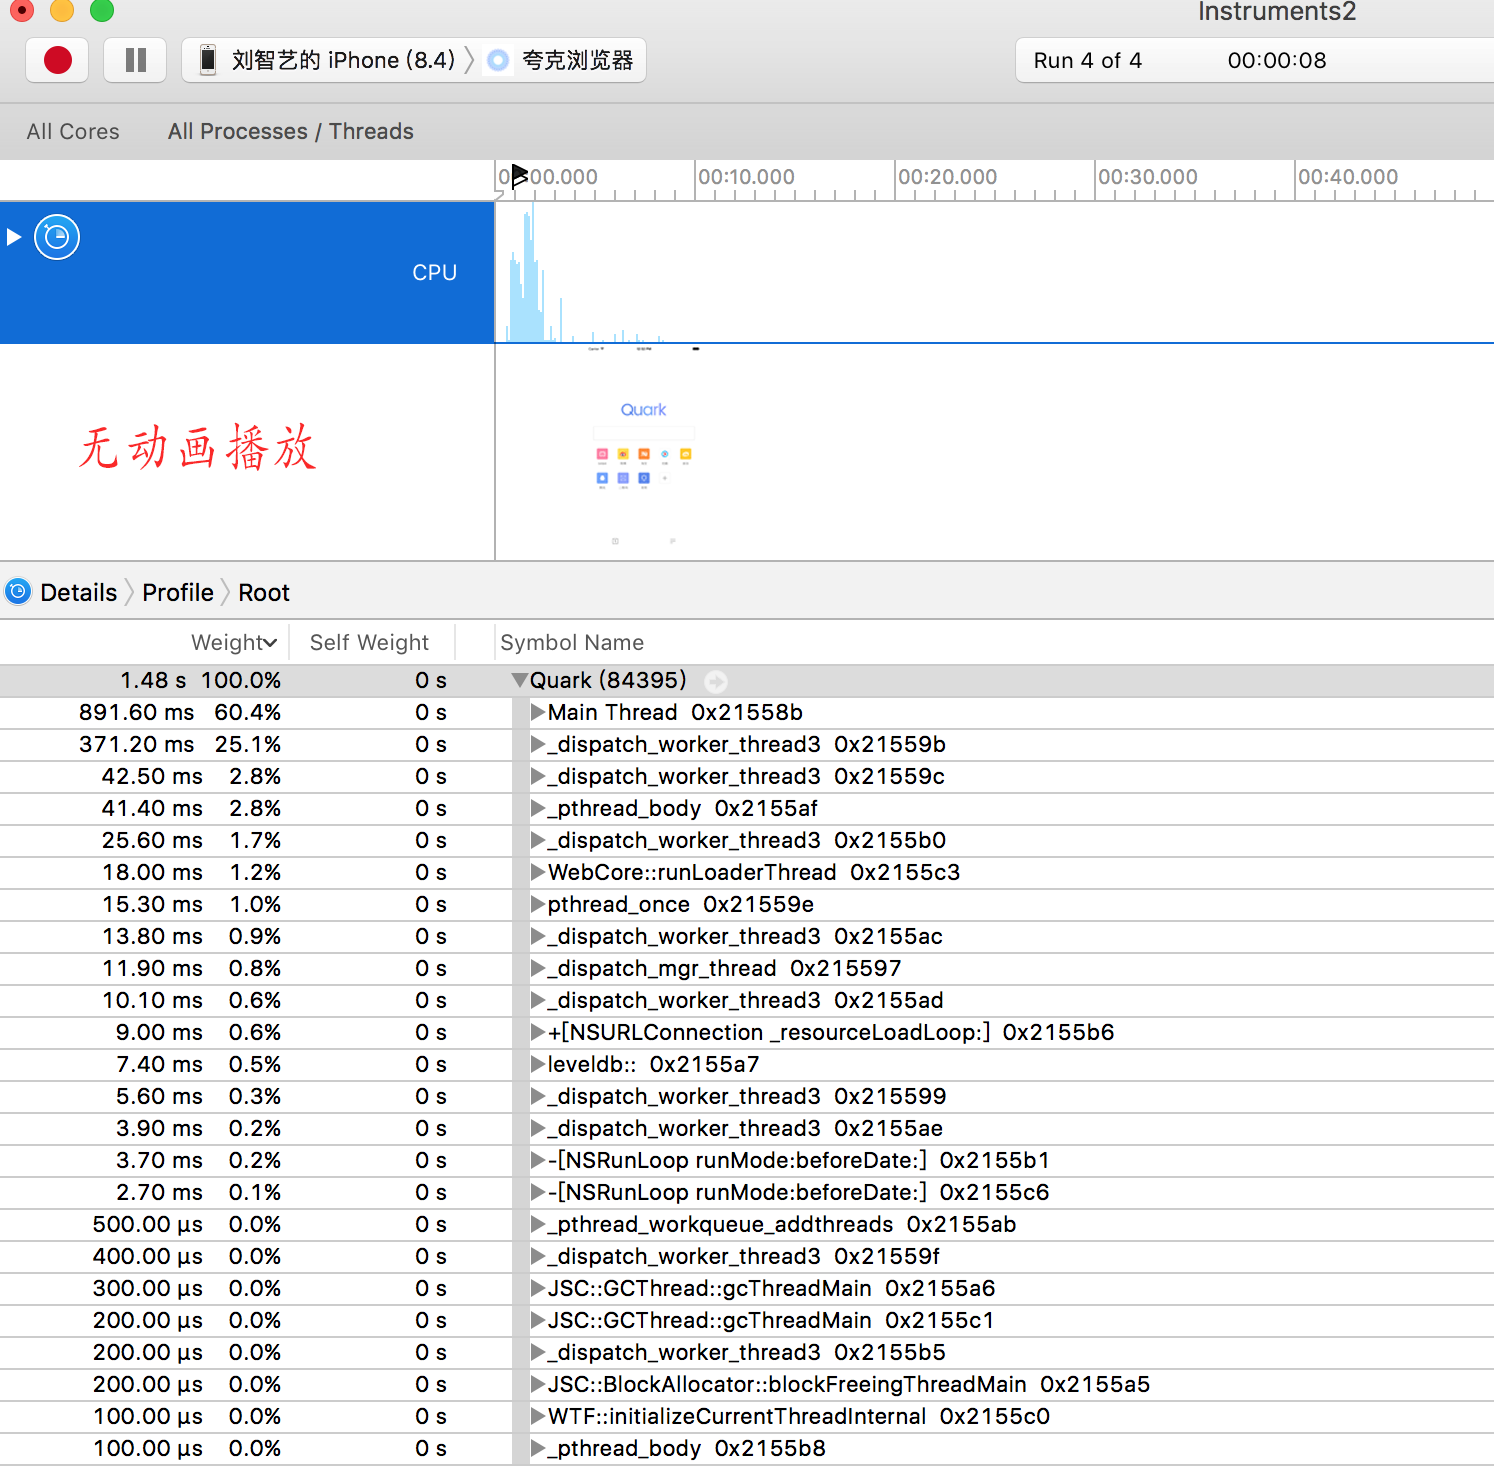 Instruments2
刘智艺的 iPhone (8.4) 夸克浏览器
Run 4 of 4 00:00:08
All Cores All Processes / Threads
00:10.000 00:20.000 00:30.000 00:40.000
CPU
无动画播放
Quark
Details Profile Root
Weight Self Weight Symbol Name
1.48 s 100.0% 0 s Quark (84395)
891.60 ms 60.4% 0 s Main Thread 0x21558b
371.20 ms 25.1% 0 s _dispatch_worker_thread3 0x21559b
42.50 ms 2.8% 0 s _dispatch_worker_thread3 0x21559c
41.40 ms 2.8% 0 s _pthread_body 0x2155af
25.60 ms 1.7% 0 s _dispatch_worker_thread3 0x2155b0
18.00 ms 1.2% 0 s WebCore::runLoaderThread 0x2155c3
15.30 ms 1.0% 0 s pthread_once 0x21559e
13.80 ms 0.9% 0 s _dispatch_worker_thread3 0x2155ac
11.90 ms 0.8% 0 s _dispatch_mgr_thread 0x215597
10.10 ms 0.6% 0 s _dispatch_worker_thread3 0x2155ad
9.00 ms 0.6% 0 s +[NSURLConnection _resourceLoadLoop:] 0x2155b6
7.40 ms 0.5% 0 s leveldb:: 0x2155a7
5.60 ms 0.3% 0 s _dispatch_worker_thread3 0x215599
3.90 ms 0.2% 0 s _dispatch_worker_thread3 0x2155ae
3.70 ms 0.2% 0 s -[NSRunLoop runMode:beforeDate:] 0x2155b1
2.70 ms 0.1% 0 s -[NSRunLoop runMode:beforeDate:] 0x2155c6
500.00 µs 0.0% 0 s _pthread_workqueue_addthreads 0x2155ab
400.00 µs 0.0% 0 s _dispatch_worker_thread3 0x21559f
300.00 µs 0.0% 0 s JSC::GCThread::gcThreadMain 0x2155a6
200.00 µs 0.0% 0 s JSC::GCThread::gcThreadMain 0x2155c1
200.00 µs 0.0% 0 s _dispatch_worker_thread3 0x2155b5
200.00 µs 0.0% 0 s JSC::BlockAllocator::blockFreeingThreadMain 0x2155a5
100.00 µs 0.0% 0 s WTF::initializeCurrentThreadInternal 0x2155c0
100.00 µs 0.0% 0 s _pthread_body 0x2155b8